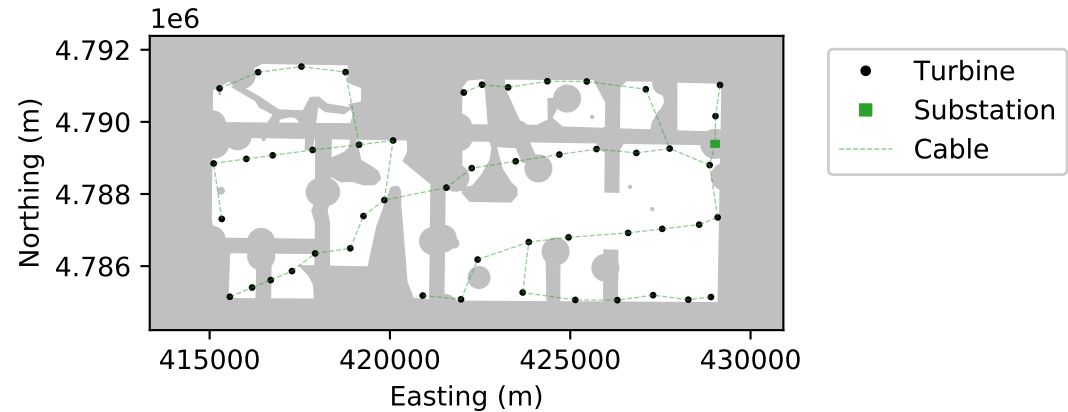 1e6
4.792
4.790
4.788
4.786
Northing (m)
415000 420000 425000 430000
Easting (m)
Turbine
Substation
Cable